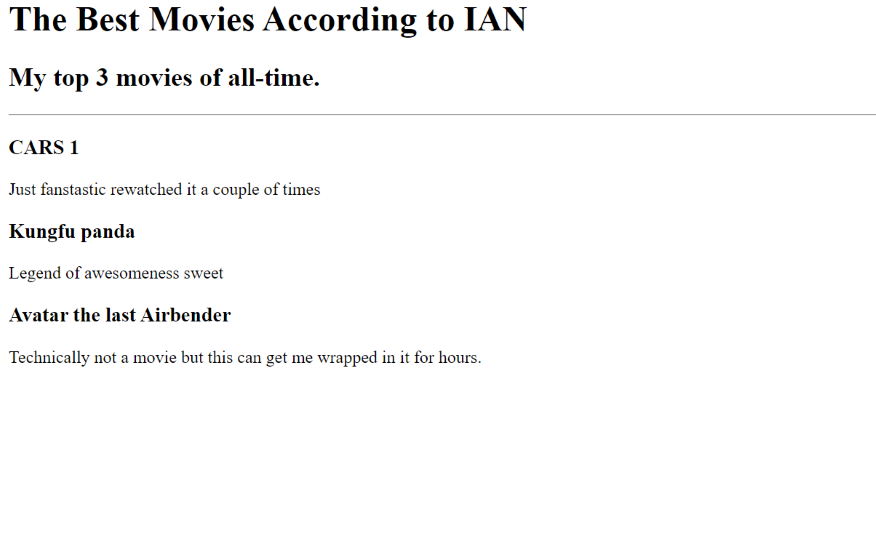 The Best Movies According to IAN
My top 3 movies of all-time.
CARS 1
Just fanstastic rewatched it a couple of times
Kungfu panda
Legend of awesomeness sweet
Avatar the last Airbender
Technically not a movie but this can get me wrapped in it for hours.